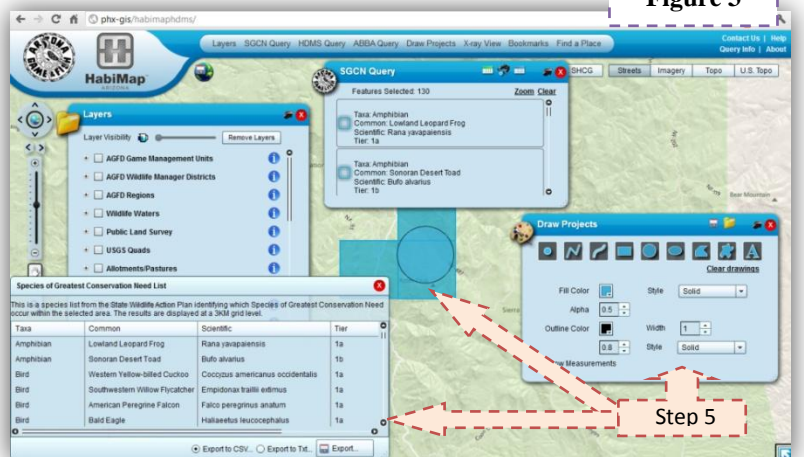 Figure 5
phx-gis/habimaphdms/
Layers SGCN Query HDMS Query ABBA Query Draw Projects X-ray View Bookmarks Find a Place
Contact Us | Help
Query Info | About
ARIZONA
GAME & FISH
HabiMap
ARIZONA
SHCG Streets Imagery Topo U.S. Topo
SGCN Query
Features Selected: 130 Zoom Clear
Taxa: Amphibian
Common: Lowland Leopard Frog
Scientific: Rana yavapaiensis
Tier: 1a
Taxa: Amphibian
Common: Sonoran Desert Toad
Scientific: Bufo alvarius
Tier: 1b
Layers
Layer Visibility Remove Layers
+ AGFD Game Management Units
+ AGFD Wildlife Manager Districts
+ AGFD Regions
+ Wildlife Waters
+ Public Land Survey
+ USGS Quads
+ Allotments/Pastures
Bear Mountain
Sierra
Draw Projects
A
Clear drawings
Fill Color Style Solid
Alpha 0.5
Outline Color Width 1
0.8 Style Solid
Measurements
Species of Greatest Conservation Need List
This is a species list from the State Wildlife Action Plan identifying which Species of Greatest Conservation Need
occur within the selected area. The results are displayed at a 3KM grid level.
Taxa Common Scientific Tier
Amphibian Lowland Leopard Frog Rana yavapaiensis 1a
Amphibian Sonoran Desert Toad Bufo alvarius 1b
Bird Western Yellow-billed Cuckoo Coccyzus americanus occidentalis 1a
Bird Southwestern Willow Flycatcher Empidonax traillii extimus 1a
Bird American Peregrine Falcon Falco peregrinus anatum 1a
Bird Bald Eagle Haliaeetus leucocephalus 1a
Export to CSV... Export to Txt... Export...
Step 5